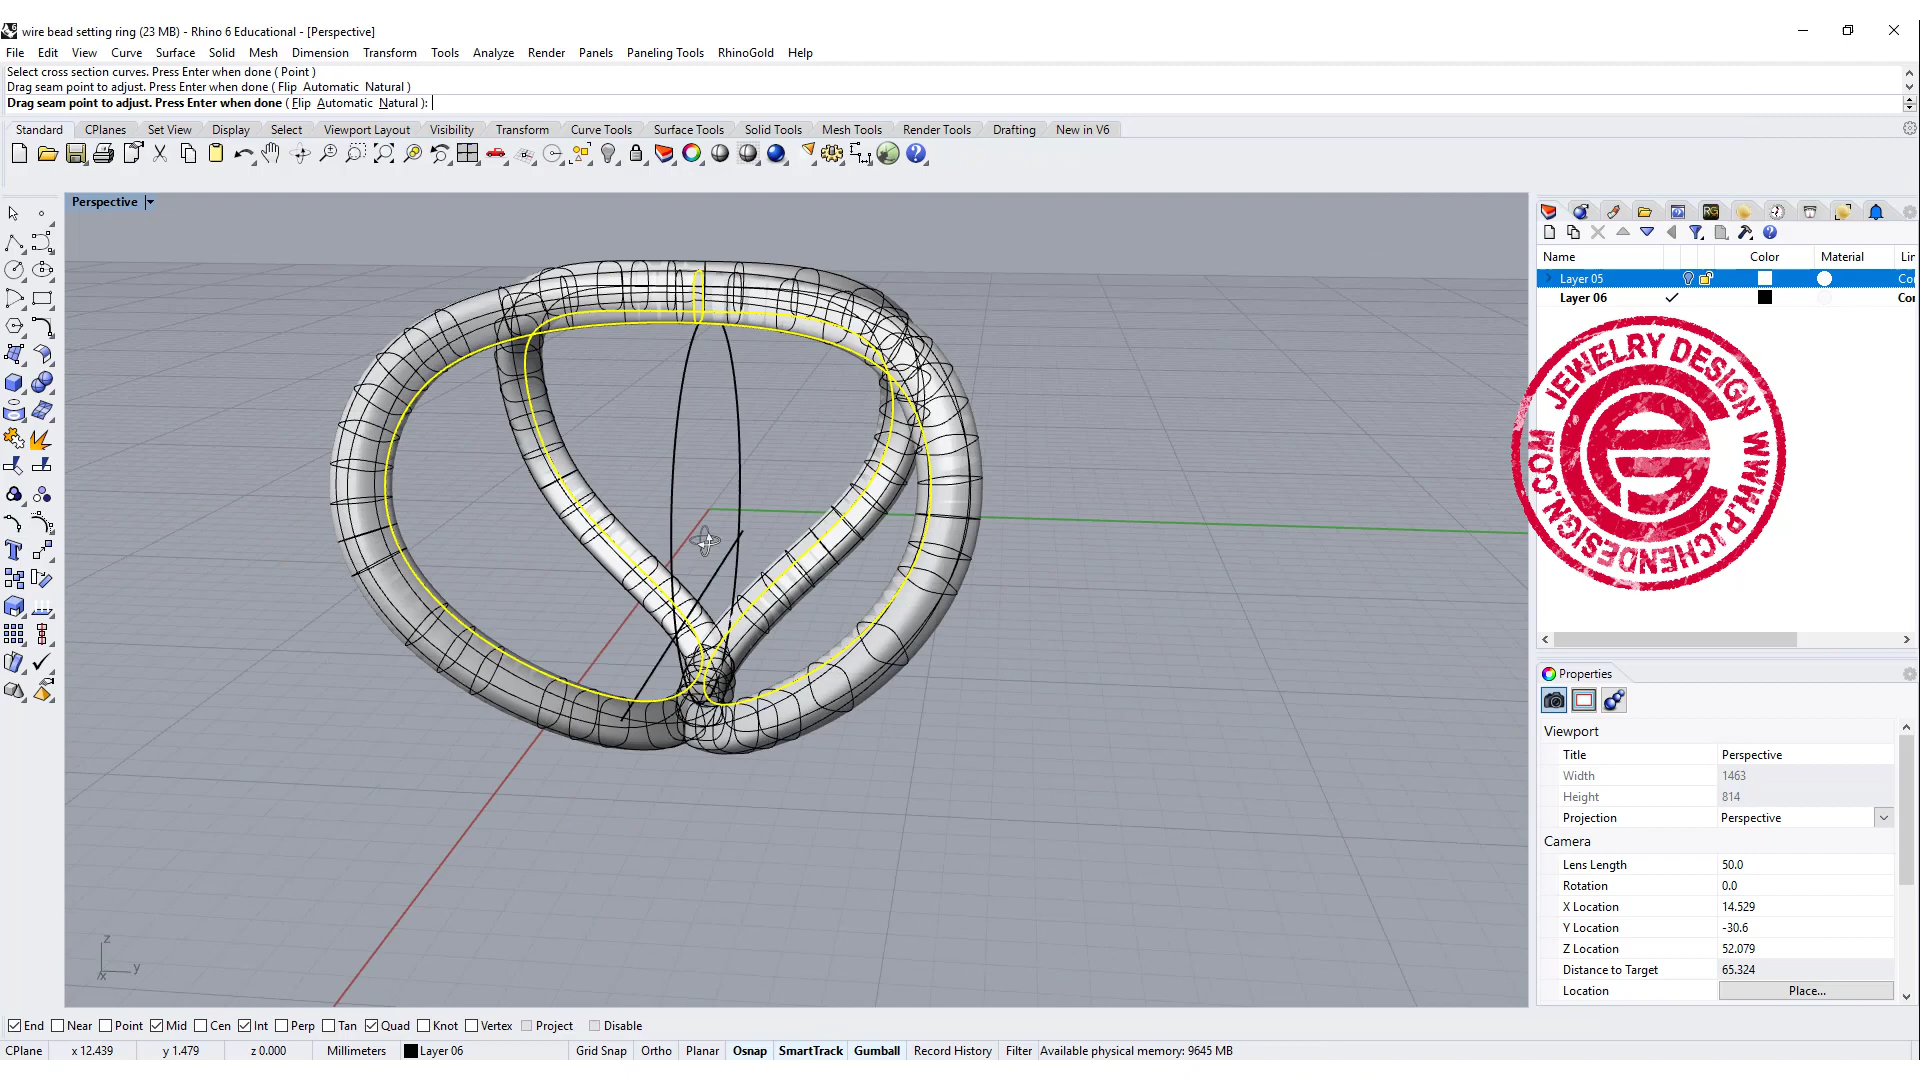 wire bead setting ring (23 MB) - Rhino 6 Educational - [Perspective]
File Edit View Curve Surface Solid Mesh Dimension Transform Tools Analyze Render Panels Paneling Tools RhinoGold Help
Select cross section curves. Press Enter when done ( Point )
Drag seam point to adjust. Press Enter when done ( Flip Automatic Natural )
Drag seam point to adjust. Press Enter when done ( Flip Automatic Natural ):
Standard CPlanes Set View Display Select Viewport Layout Visibility Transform Curve Tools Surface Tools Solid Tools Mesh Tools Render Tools Drafting New in V6
Perspective
Name Color Material Lir
Layer 05 Coi
Layer 06 Coi
JEWELRY DESIGN WWW.PJCHENDESIGN.COM
Properties
Viewport
Title Perspective
Width 1463
Height 814
Projection Perspective
Camera
Lens Length 50.0
Rotation 0.0
X Location 14.529
Y Location -30.6
Z Location 52.079
Distance to Target 65.324
Location Place...
z
y
x
End Near Point Mid Cen Int Perp Tan Quad Knot Vertex Project Disable
CPlane x 12.439 y 1.479 z 0.000 Millimeters Layer 06 Grid Snap Ortho Planar Osnap SmartTrack Gumball Record History Filter Available physical memory: 9645 MB